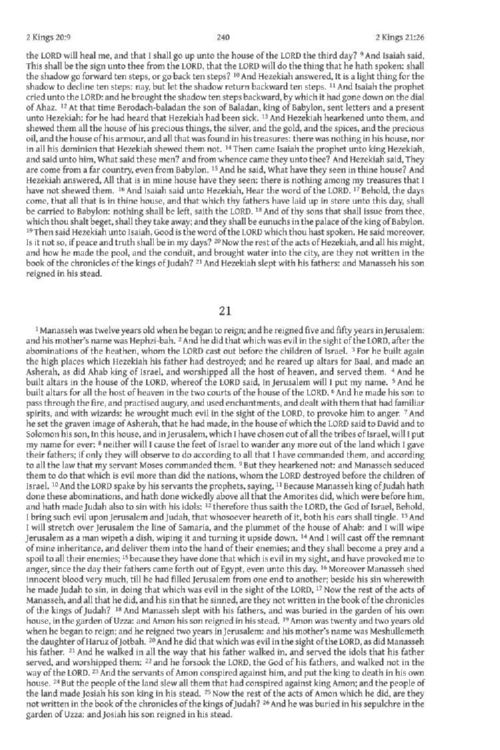 2 Kings 20:9 240 2 Kings 21:26
the LORD will heal me, and that I shall go up unto the house of the LORD the third day? 9 And Isaiah said,
This shall be the sign unto thee from the LORD, that the LORD will do the thing that he hath spoken: shall
the shadow go forward ten steps, or go back ten steps? 10 And Hezekiah answered, It is a light thing for the
shadow to decline ten steps: nay, but let the shadow return backward ten steps. 11 And Isaiah the prophet
cried unto the LORD: and he brought the shadow ten steps backward, by which it had gone down on the dial
of Ahaz. 12 At that time Berodach-baladan the son of Baladan, king of Babylon, sent letters and a present
unto Hezekiah: for he had heard that Hezekiah had been sick. 13 And Hezekiah hearkened unto them, and
shewed them all the house of his precious things, the silver, and the gold, and the spices, and the precious
oil, and the house of his armour, and all that was found in his treasures: there was nothing in his house, nor
in all his dominion that Hezekiah shewed them not. 14 Then came Isaiah the prophet unto king Hezekiah,
and said unto him, What said these men? and from whence came they unto thee? And Hezekiah said, They
are come from a far country, even from Babylon. 15 And he said, What have they seen in thine house? And
Hezekiah answered, All that is in mine house have they seen: there is nothing among my treasures that I
have not shewed them. 16 And Isaiah said unto Hezekiah, Hear the word of the LORD. 17 Behold, the days
come, that all that is in thine house, and that which thy fathers have laid up in store unto this day, shall
be carried to Babylon: nothing shall be left, saith the LORD. 18 And of thy sons that shall issue from thee,
which thou shalt beget, shall they take away; and they shall be eunuchs in the palace of the king of Babylon.
19 Then said Hezekiah unto Isaiah, Good is the word of the LORD which thou hast spoken. He said moreover,
Is it not so, if peace and truth shall be in my days? 20 Now the rest of the acts of Hezekiah, and all his might,
and how he made the pool, and the conduit, and brought water into the city, are they not written in the
book of the chronicles of the kings of Judah? 21 And Hezekiah slept with his fathers: and Manasseh his son
reigned in his stead.
21
1 Manasseh was twelve years old when he began to reign; and he reigned five and fifty years in Jerusalem:
and his mother's name was Hephzi-bah. 2 And he did that which was evil in the sight of the LORD, after the
abominations of the heathen, whom the LORD cast out before the children of Israel. 3 For he built again
the high places which Hezekiah his father had destroyed; and he reared up altars for Baal, and made an
Asherah, as did Ahab king of Israel, and worshipped all the host of heaven, and served them. 4 And he
built altars in the house of the LORD, whereof the LORD said, In Jerusalem will I put my name. 5 And he
built altars for all the host of heaven in the two courts of the house of the LORD. 6 And he made his son to
pass through the fire, and practised augury, and used enchantments, and dealt with them that had familiar
spirits, and with wizards: he wrought much evil in the sight of the LORD, to provoke him to anger. 7 And
he set the graven image of Asherah, that he had made, in the house of which the LORD said to David and to
Solomon his son, In this house, and in Jerusalem, which I have chosen out of all the tribes of Israel, will I put
my name for ever: 8 neither will I cause the feet of Israel to wander any more out of the land which I gave
their fathers; if only they will observe to do according to all that I have commanded them, and according
to all the law that my servant Moses commanded them. 9 But they hearkened not: and Manasseh seduced
them to do that which is evil more than did the nations, whom the LORD destroyed before the children of
Israel. 10 And the LORD spake by his servants the prophets, saying, 11 Because Manasseh king of Judah hath
done these abominations, and hath done wickedly above all that the Amorites did, which were before him,
and hath made Judah also to sin with his idols: 12 therefore thus saith the LORD, the God of Israel, Behold,
I bring such evil upon Jerusalem and Judah, that whosoever heareth of it, both his ears shall tingle. 13 And
I will stretch over Jerusalem the line of Samaria, and the plummet of the house of Ahab: and I will wipe
Jerusalem as a man wipeth a dish, wiping it and turning it upside down. 14 And I will cast off the remnant
of mine inheritance, and deliver them into the hand of their enemies; and they shall become a prey and a
spoil to all their enemies; 15 because they have done that which is evil in my sight, and have provoked me to
anger, since the day their fathers came forth out of Egypt, even unto this day. 16 Moreover Manasseh shed
innocent blood very much, till he had filled Jerusalem from one end to another; beside his sin wherewith
he made Judah to sin, in doing that which was evil in the sight of the LORD. 17 Now the rest of the acts of
Manasseh, and all that he did, and his sin that he sinned, are they not written in the book of the chronicles
of the kings of Judah? 18 And Manasseh slept with his fathers, and was buried in the garden of his own
house, in the garden of Uzza: and Amon his son reigned in his stead. 19 Amon was twenty and two years old
when he began to reign; and he reigned two years in Jerusalem: and his mother's name was Meshullemeth
the daughter of Haruz of Jotbah. 20 And he did that which was evil in the sight of the LORD, as did Manasseh
his father. 21 And he walked in all the way that his father walked in, and served the idols that his father
served, and worshipped them: 22 and he forsook the LORD, the God of his fathers, and walked not in the
way of the LORD. 23 And the servants of Amon conspired against him, and put the king to death in his own
house. 24 But the people of the land slew all them that had conspired against king Amon; and the people of
the land made Josiah his son king in his stead. 25 Now the rest of the acts of Amon which he did, are they
not written in the book of the chronicles of the kings of Judah? 26 And he was buried in his sepulchre in the
garden of Uzza: and Josiah his son reigned in his stead.